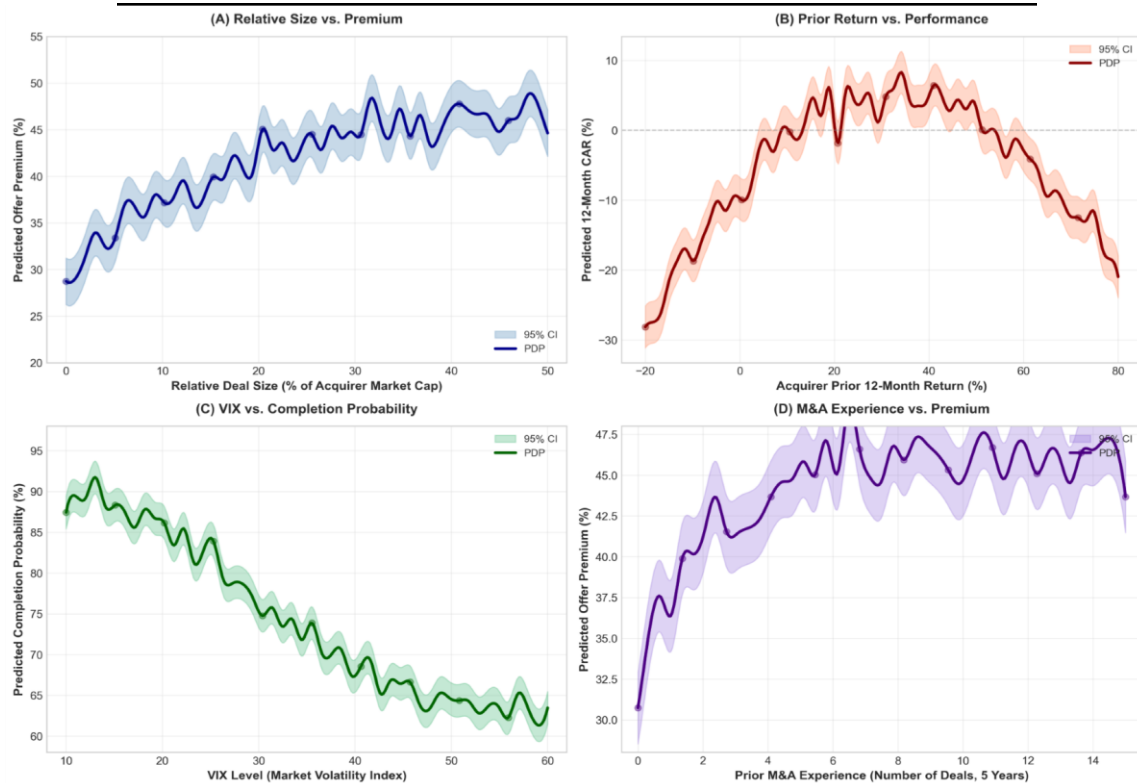 (A) Relative Size vs. Premium
55
50
45
40
35
30
25
20
Predicted Offer Premium (%)
95% CI
PDP
0 10 20 30 40 50
Relative Deal Size (% of Acquirer Market Cap)
(B) Prior Return vs. Performance
10
0
−10
−20
−30
Predicted 12-Month CAR (%)
95% CI
PDP
−20 0 20 40 60 80
Acquirer Prior 12-Month Return (%)
(C) VIX vs. Completion Probability
95
90
85
80
75
70
65
60
Predicted Completion Probability (%)
95% CI
PDP
10 20 30 40 50 60
VIX Level (Market Volatility Index)
(D) M&A Experience vs. Premium
47.5
45.0
42.5
40.0
37.5
35.0
32.5
30.0
Predicted Offer Premium (%)
95% CI
PDP
0 2 4 6 8 10 12 14
Prior M&A Experience (Number of Deals, 5 Years)